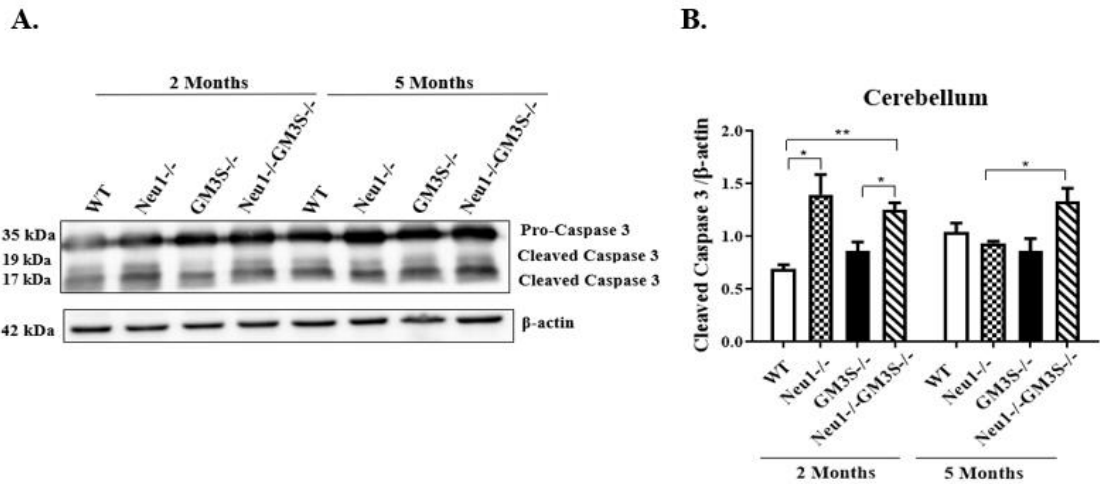 A.
2 Months
5 Months
WT
Neu1-/-
GM3S-/-
Neu1-/-GM3S-/-
WT
Neu1-/-
GM3S-/-
Neu1-/-GM3S-/-
35 kDa
19 kDa
17 kDa
42 kDa
Pro-Caspase 3
Cleaved Caspase 3
Cleaved Caspase 3
β-actin
B.
Cerebellum
Cleaved Caspase 3 /β-actin
2.0
1.5
1.0
0.5
0.0
*
**
*
*
WT
Neu1-/-
GM3S-/-
Neu1-/-GM3S-/-
WT
Neu1-/-
GM3S-/-
Neu1-/-GM3S-/-
2 Months
5 Months